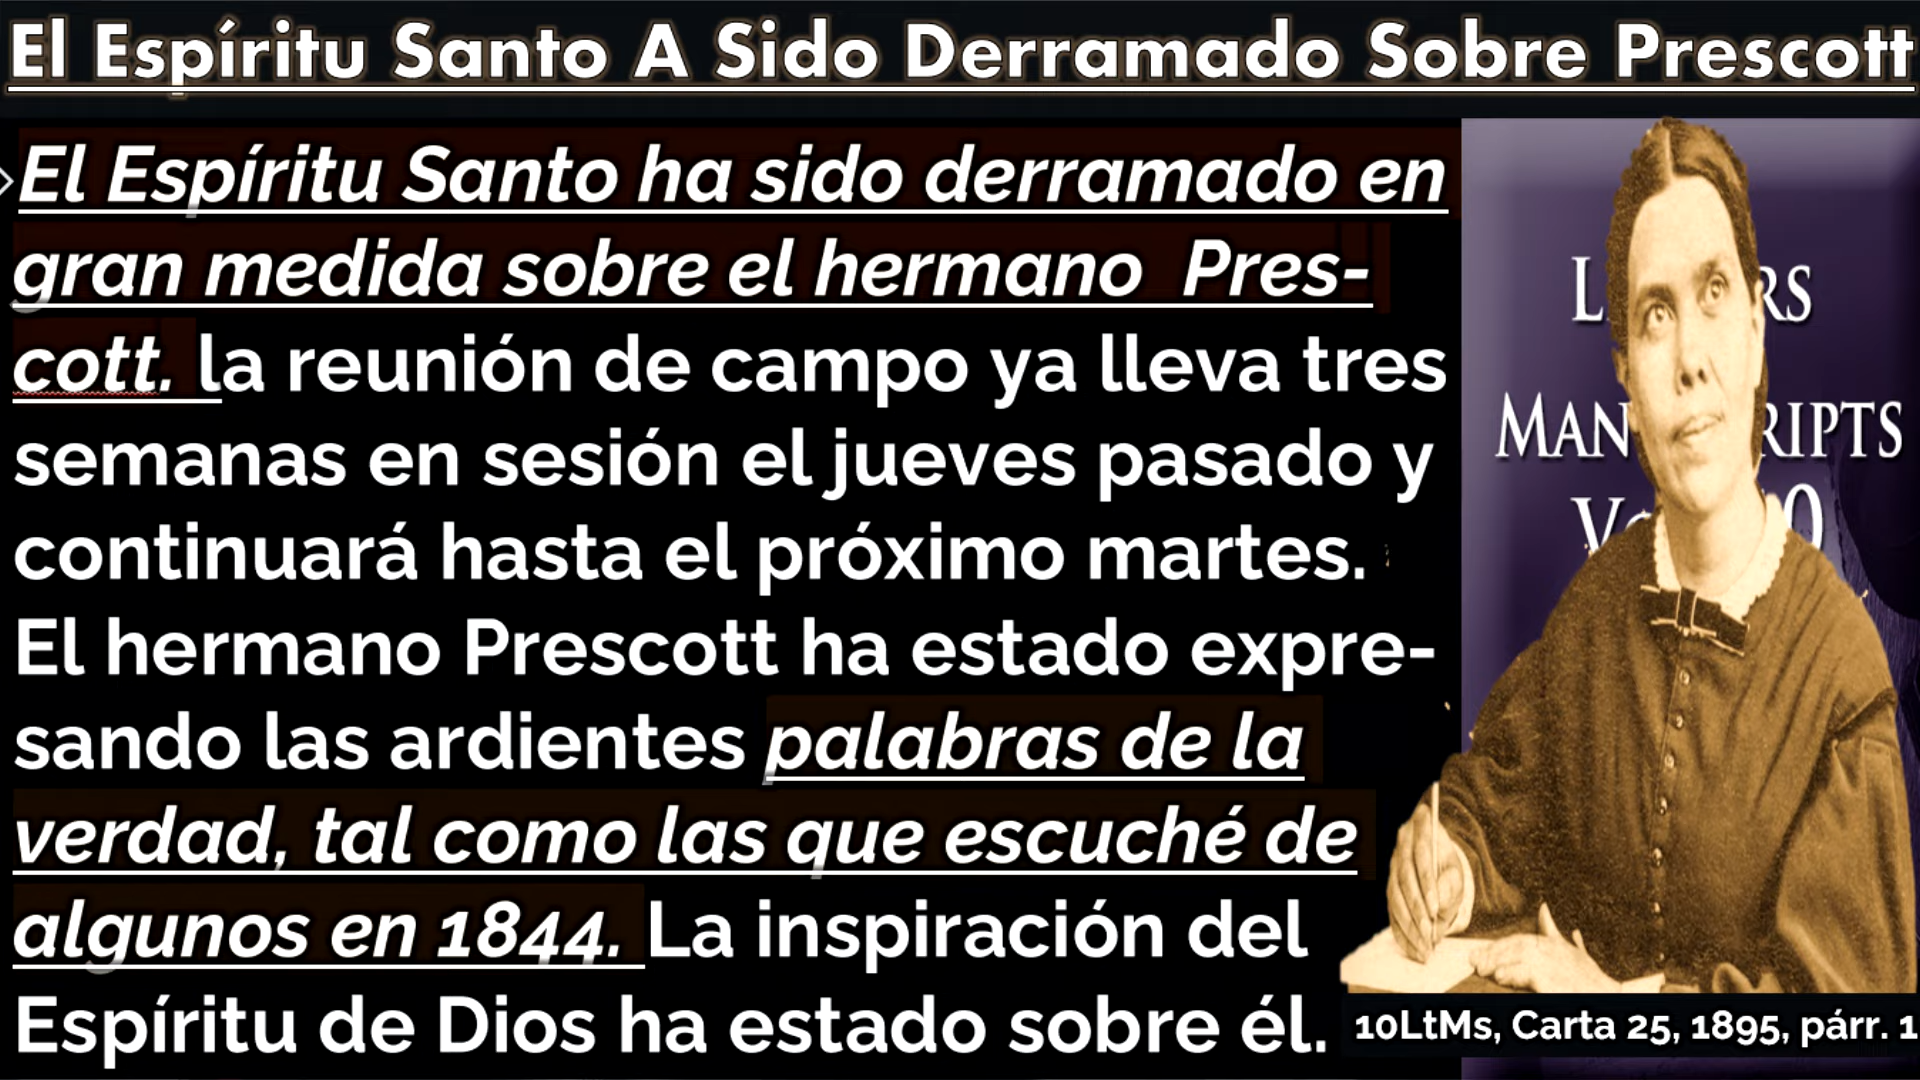 El Espíritu Santo A Sido Derramado Sobre Prescott
El Espíritu Santo ha sido derramado en
gran medida sobre el hermano Pres-
cott. la reunión de campo ya lleva tres
semanas en sesión el jueves pasado y
continuará hasta el próximo martes.
El hermano Prescott ha estado expre-
sando las ardientes palabras de la
verdad, tal como las que escuché de
algunos en 1844. La inspiración del
Espíritu de Dios ha estado sobre él.
10LtMs, Carta 25, 1895, párr. 1